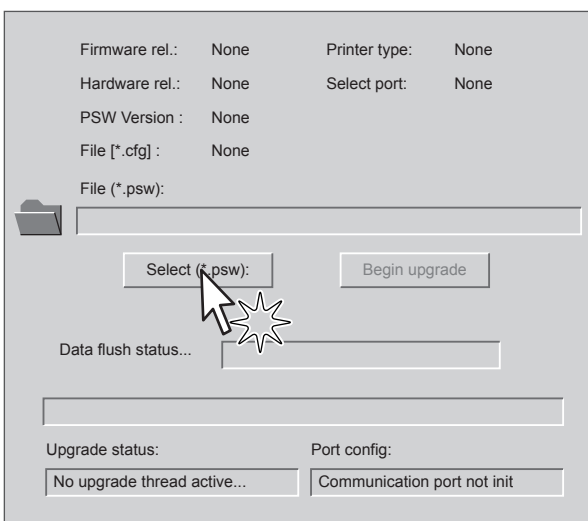 Firmware rel.: None Printer type: None
Hardware rel.: None Select port: None
PSW Version : None
File [*.cfg] : None
File (*.psw):
Select (*.psw): Begin upgrade
Data flush status...
Upgrade status: Port config:
No upgrade thread active... Communication port not init